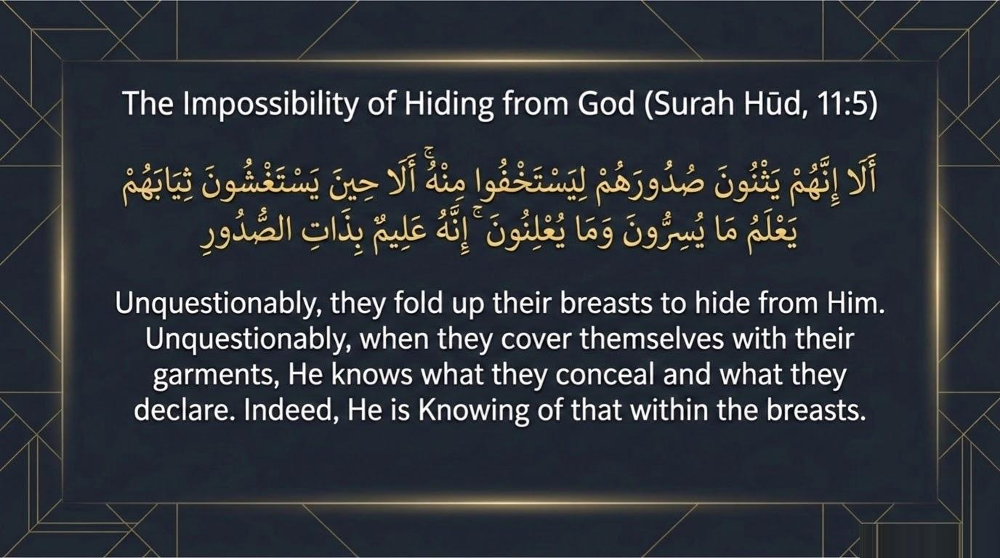 The Impossibility of Hiding from God (Surah Hūd, 11:5)
أَلَا إِنَّهُمْ يَثْنُونَ صُدُورَهُمْ لِيَسْتَخْفُوا مِنْهُ ۚ أَلَا حِينَ يَسْتَغْشُونَ ثِيَابَهُمْ
يَعْلَمُ مَا يُسِرُّونَ وَمَا يُعْلِنُونَ ۚ إِنَّهُ عَلِيمٌ بِذَاتِ الصُّدُورِ
Unquestionably, they fold up their breasts to hide from Him.
Unquestionably, when they cover themselves with their
garments, He knows what they conceal and what they
declare. Indeed, He is Knowing of that within the breasts.